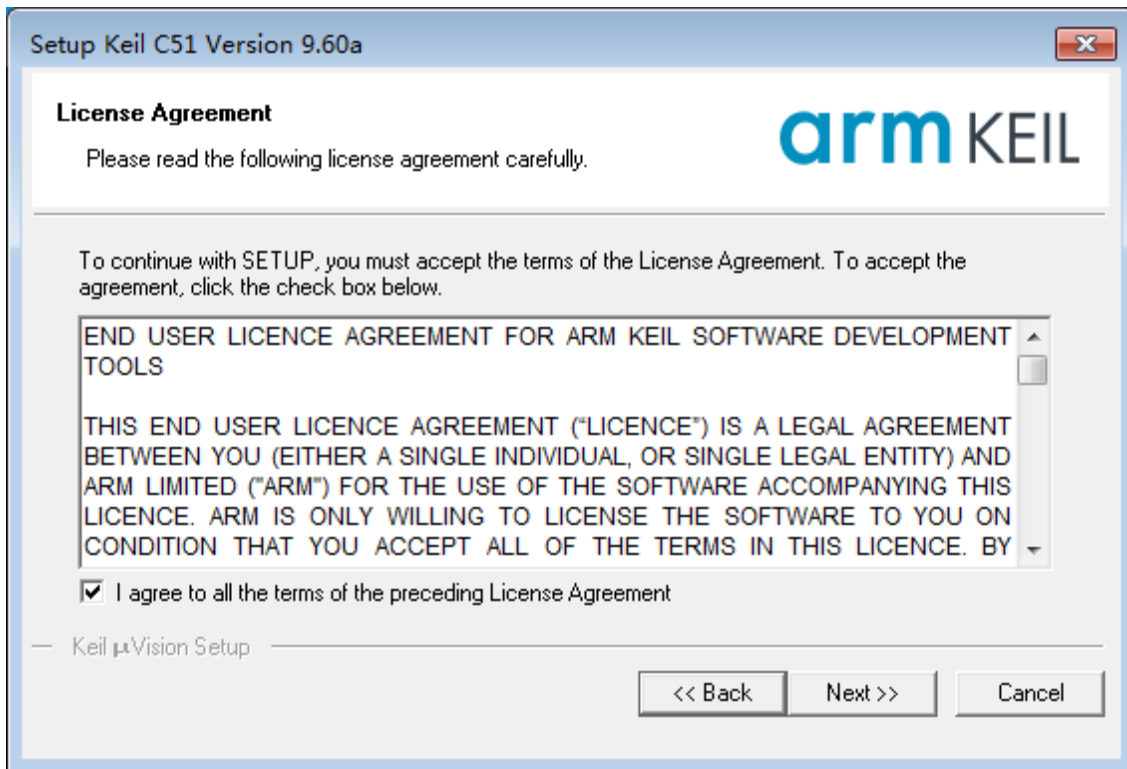 Setup Keil C51 Version 9.60a
License Agreement
Please read the following license agreement carefully.
arm KEIL
To continue with SETUP, you must accept the terms of the License Agreement. To accept the
agreement, click the check box below.
END USER LICENCE AGREEMENT FOR ARM KEIL SOFTWARE DEVELOPMENT
TOOLS
THIS END USER LICENCE AGREEMENT (“LICENCE”) IS A LEGAL AGREEMENT
BETWEEN YOU (EITHER A SINGLE INDIVIDUAL, OR SINGLE LEGAL ENTITY) AND
ARM LIMITED ("ARM") FOR THE USE OF THE SOFTWARE ACCOMPANYING THIS
LICENCE. ARM IS ONLY WILLING TO LICENSE THE SOFTWARE TO YOU ON
CONDITION THAT YOU ACCEPT ALL OF THE TERMS IN THIS LICENCE. BY
I agree to all the terms of the preceding License Agreement
Keil µVision Setup
<< Back Next >> Cancel